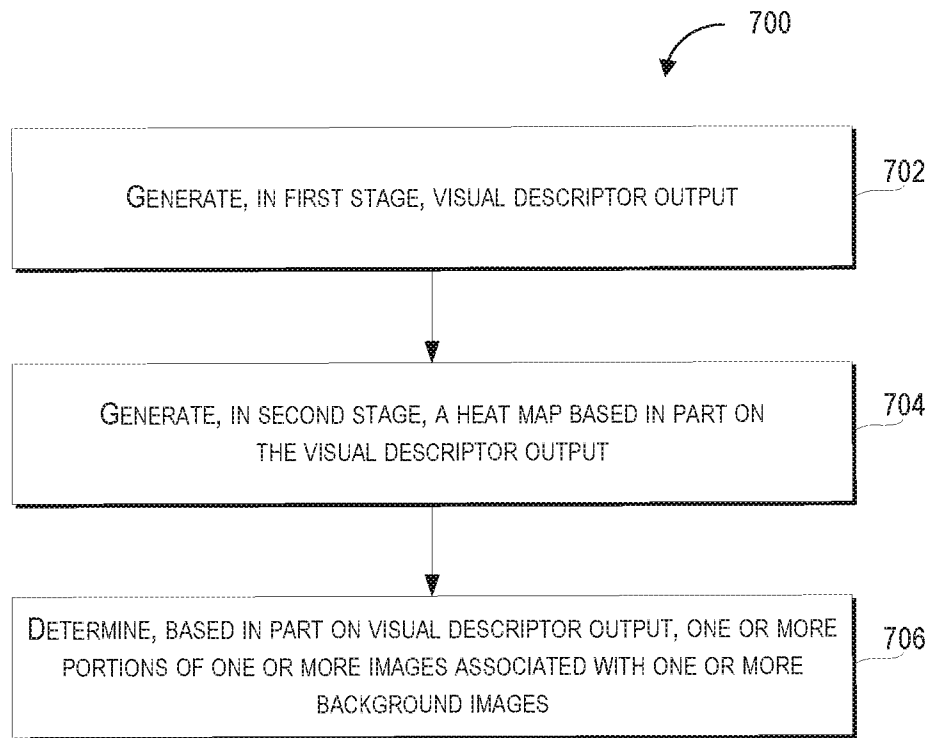 700
GENERATE, IN FIRST STAGE, VISUAL DESCRIPTOR OUTPUT
702
GENERATE, IN SECOND STAGE, A HEAT MAP BASED IN PART ON
THE VISUAL DESCRIPTOR OUTPUT
704
DETERMINE, BASED IN PART ON VISUAL DESCRIPTOR OUTPUT, ONE OR MORE
PORTIONS OF ONE OR MORE IMAGES ASSOCIATED WITH ONE OR MORE
BACKGROUND IMAGES
706